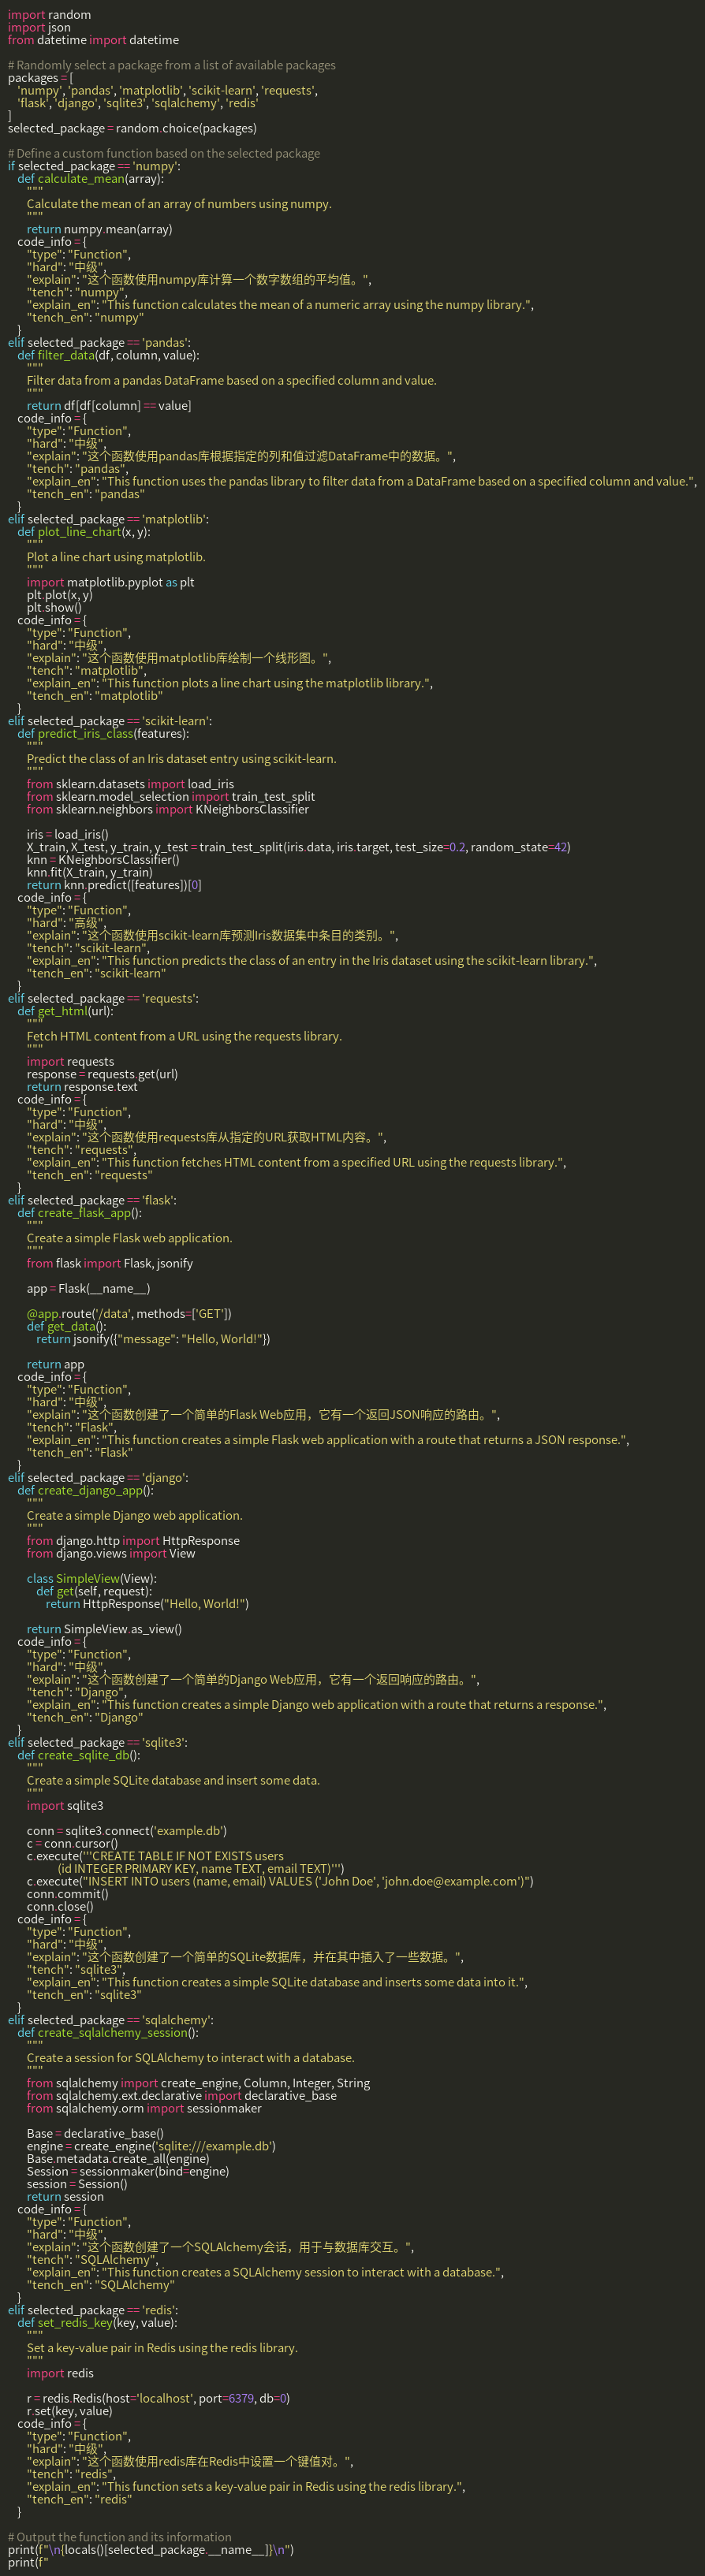 import random
import json
from datetime import datetime

# Randomly select a package from a list of available packages
packages = [
    'numpy', 'pandas', 'matplotlib', 'scikit-learn', 'requests',
    'flask', 'django', 'sqlite3', 'sqlalchemy', 'redis'
]
selected_package = random.choice(packages)

# Define a custom function based on the selected package
if selected_package == 'numpy':
    def calculate_mean(array):
        """
        Calculate the mean of an array of numbers using numpy.
        """
        return numpy.mean(array)
    code_info = {
        "type": "Function",
        "hard": "中级",
        "explain": "这个函数使用numpy库计算一个数字数组的平均值。",
        "tench": "numpy",
        "explain_en": "This function calculates the mean of a numeric array using the numpy library.",
        "tench_en": "numpy"
    }
elif selected_package == 'pandas':
    def filter_data(df, column, value):
        """
        Filter data from a pandas DataFrame based on a specified column and value.
        """
        return df[df[column] == value]
    code_info = {
        "type": "Function",
        "hard": "中级",
        "explain": "这个函数使用pandas库根据指定的列和值过滤DataFrame中的数据。",
        "tench": "pandas",
        "explain_en": "This function uses the pandas library to filter data from a DataFrame based on a specified column and value.",
        "tench_en": "pandas"
    }
elif selected_package == 'matplotlib':
    def plot_line_chart(x, y):
        """
        Plot a line chart using matplotlib.
        """
        import matplotlib.pyplot as plt
        plt.plot(x, y)
        plt.show()
    code_info = {
        "type": "Function",
        "hard": "中级",
        "explain": "这个函数使用matplotlib库绘制一个线形图。",
        "tench": "matplotlib",
        "explain_en": "This function plots a line chart using the matplotlib library.",
        "tench_en": "matplotlib"
    }
elif selected_package == 'scikit-learn':
    def predict_iris_class(features):
        """
        Predict the class of an Iris dataset entry using scikit-learn.
        """
        from sklearn.datasets import load_iris
        from sklearn.model_selection import train_test_split
        from sklearn.neighbors import KNeighborsClassifier

        iris = load_iris()
        X_train, X_test, y_train, y_test = train_test_split(iris.data, iris.target, test_size=0.2, random_state=42)
        knn = KNeighborsClassifier()
        knn.fit(X_train, y_train)
        return knn.predict([features])[0]
    code_info = {
        "type": "Function",
        "hard": "高级",
        "explain": "这个函数使用scikit-learn库预测Iris数据集中条目的类别。",
        "tench": "scikit-learn",
        "explain_en": "This function predicts the class of an entry in the Iris dataset using the scikit-learn library.",
        "tench_en": "scikit-learn"
    }
elif selected_package == 'requests':
    def get_html(url):
        """
        Fetch HTML content from a URL using the requests library.
        """
        import requests
        response = requests.get(url)
        return response.text
    code_info = {
        "type": "Function",
        "hard": "中级",
        "explain": "这个函数使用requests库从指定的URL获取HTML内容。",
        "tench": "requests",
        "explain_en": "This function fetches HTML content from a specified URL using the requests library.",
        "tench_en": "requests"
    }
elif selected_package == 'flask':
    def create_flask_app():
        """
        Create a simple Flask web application.
        """
        from flask import Flask, jsonify

        app = Flask(__name__)

        @app.route('/data', methods=['GET'])
        def get_data():
            return jsonify({"message": "Hello, World!"})

        return app
    code_info = {
        "type": "Function",
        "hard": "中级",
        "explain": "这个函数创建了一个简单的Flask Web应用，它有一个返回JSON响应的路由。",
        "tench": "Flask",
        "explain_en": "This function creates a simple Flask web application with a route that returns a JSON response.",
        "tench_en": "Flask"
    }
elif selected_package == 'django':
    def create_django_app():
        """
        Create a simple Django web application.
        """
        from django.http import HttpResponse
        from django.views import View

        class SimpleView(View):
            def get(self, request):
                return HttpResponse("Hello, World!")

        return SimpleView.as_view()
    code_info = {
        "type": "Function",
        "hard": "中级",
        "explain": "这个函数创建了一个简单的Django Web应用，它有一个返回响应的路由。",
        "tench": "Django",
        "explain_en": "This function creates a simple Django web application with a route that returns a response.",
        "tench_en": "Django"
    }
elif selected_package == 'sqlite3':
    def create_sqlite_db():
        """
        Create a simple SQLite database and insert some data.
        """
        import sqlite3

        conn = sqlite3.connect('example.db')
        c = conn.cursor()
        c.execute('''CREATE TABLE IF NOT EXISTS users
                    (id INTEGER PRIMARY KEY, name TEXT, email TEXT)''')
        c.execute("INSERT INTO users (name, email) VALUES ('John Doe', 'john.doe@example.com')")
        conn.commit()
        conn.close()
    code_info = {
        "type": "Function",
        "hard": "中级",
        "explain": "这个函数创建了一个简单的SQLite数据库，并在其中插入了一些数据。",
        "tench": "sqlite3",
        "explain_en": "This function creates a simple SQLite database and inserts some data into it.",
        "tench_en": "sqlite3"
    }
elif selected_package == 'sqlalchemy':
    def create_sqlalchemy_session():
        """
        Create a session for SQLAlchemy to interact with a database.
        """
        from sqlalchemy import create_engine, Column, Integer, String
        from sqlalchemy.ext.declarative import declarative_base
        from sqlalchemy.orm import sessionmaker

        Base = declarative_base()
        engine = create_engine('sqlite:///example.db')
        Base.metadata.create_all(engine)
        Session = sessionmaker(bind=engine)
        session = Session()
        return session
    code_info = {
        "type": "Function",
        "hard": "中级",
        "explain": "这个函数创建了一个SQLAlchemy会话，用于与数据库交互。",
        "tench": "SQLAlchemy",
        "explain_en": "This function creates a SQLAlchemy session to interact with a database.",
        "tench_en": "SQLAlchemy"
    }
elif selected_package == 'redis':
    def set_redis_key(key, value):
        """
        Set a key-value pair in Redis using the redis library.
        """
        import redis

        r = redis.Redis(host='localhost', port=6379, db=0)
        r.set(key, value)
    code_info = {
        "type": "Function",
        "hard": "中级",
        "explain": "这个函数使用redis库在Redis中设置一个键值对。",
        "tench": "redis",
        "explain_en": "This function sets a key-value pair in Redis using the redis library.",
        "tench_en": "redis"
    }

# Output the function and its information
print(f"\n{locals()[selected_package.__name__]}\n")
print(f"